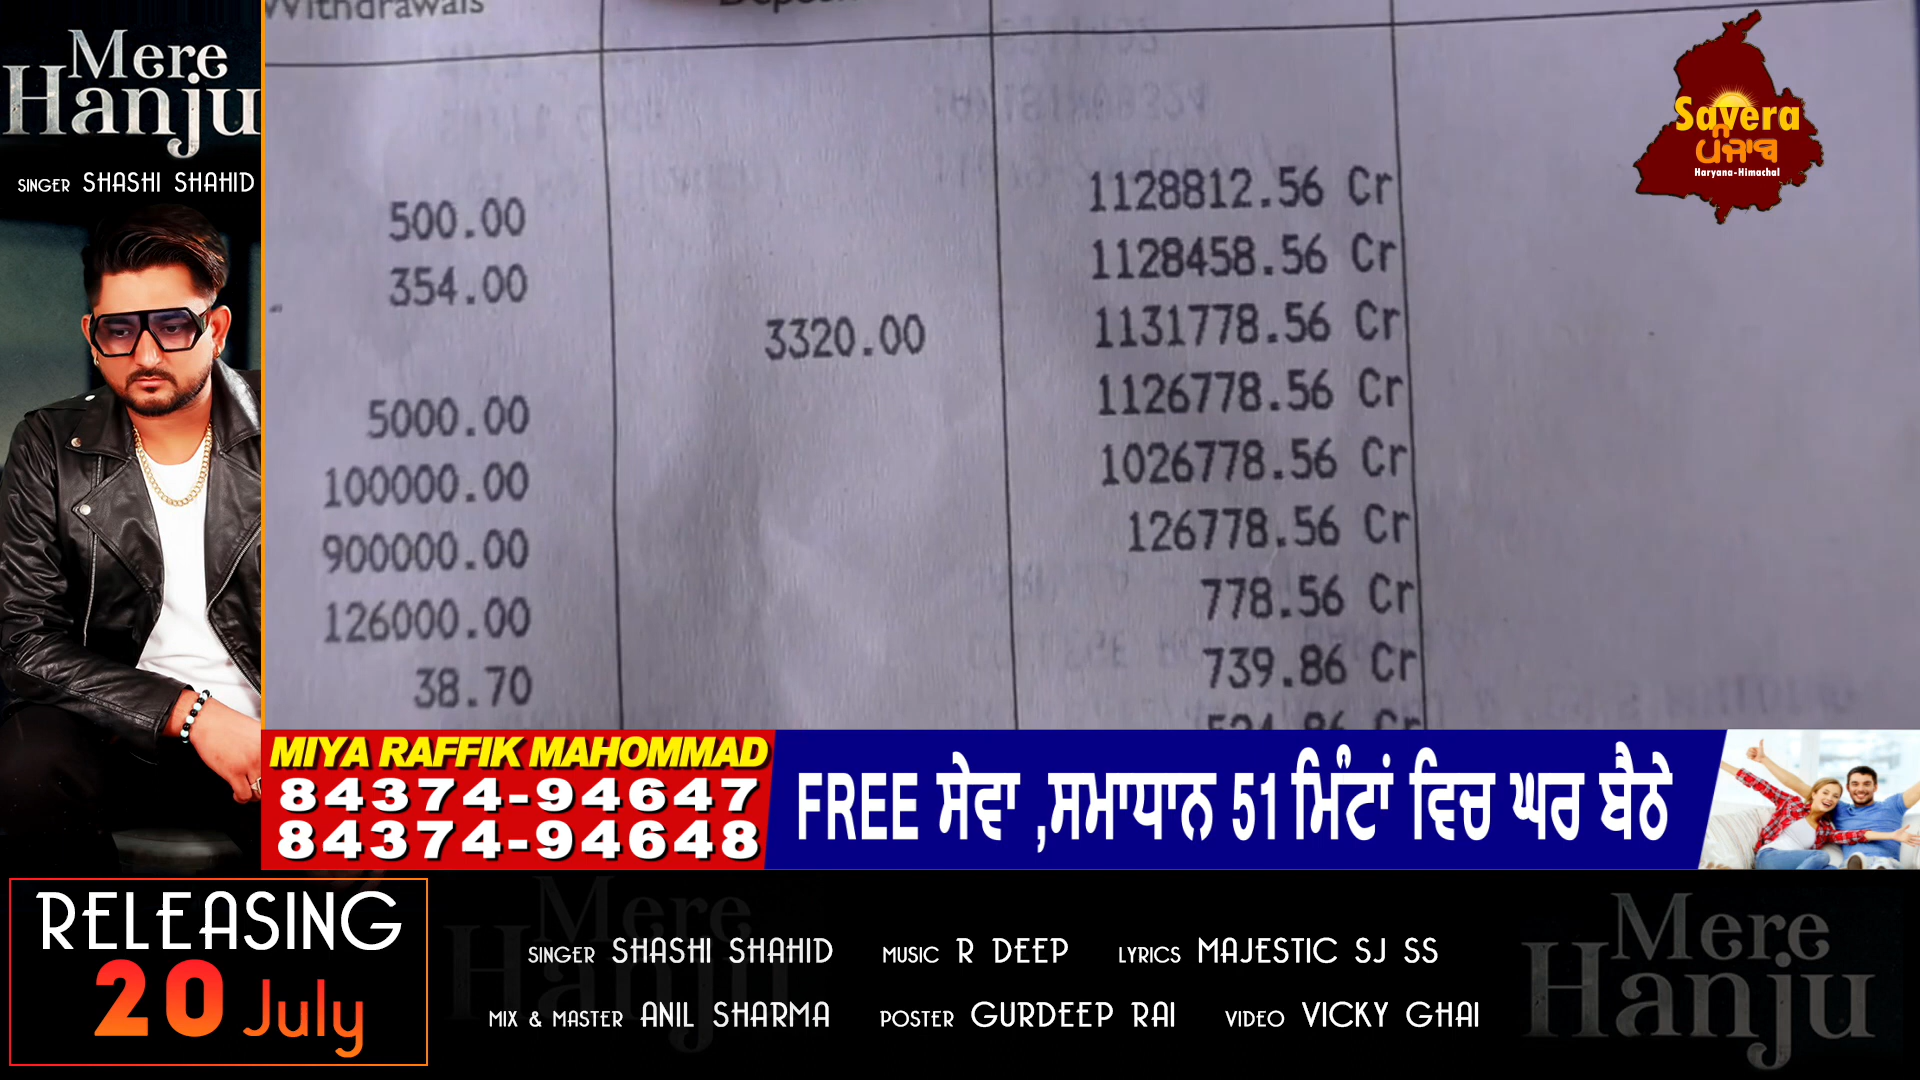 Mere
Hanju
SINGER SHASHI SHAHID
Withdrawals
500.00 1128812.56 Cr
354.00 1128458.56 Cr
3320.00 1131778.56 Cr
5000.00 1126778.56 Cr
100000.00 1026778.56 Cr
900000.00 126778.56 Cr
126000.00 778.56 Cr
38.70 739.86 Cr
Savera
ਪੰਜਾਬ
Haryana-Himachal
MIYA RAFFIK MAHOMMAD
84374-94647
84374-94648
FREE ਸੇਵਾ ,ਸਮਾਧਾਨ 51 ਮਿੰਟਾਂ ਵਿਚ ਘਰ ਬੈਠੇ
RELEASING
20 July
SINGER SHASHI SHAHID MUSIC R DEEP LYRICS MAJESTIC SJ SS
MIX & MASTER ANIL SHARMA POSTER GURDEEP RAI VIDEO VICKY GHAI
Mere
Hanju
Mere
Hanju